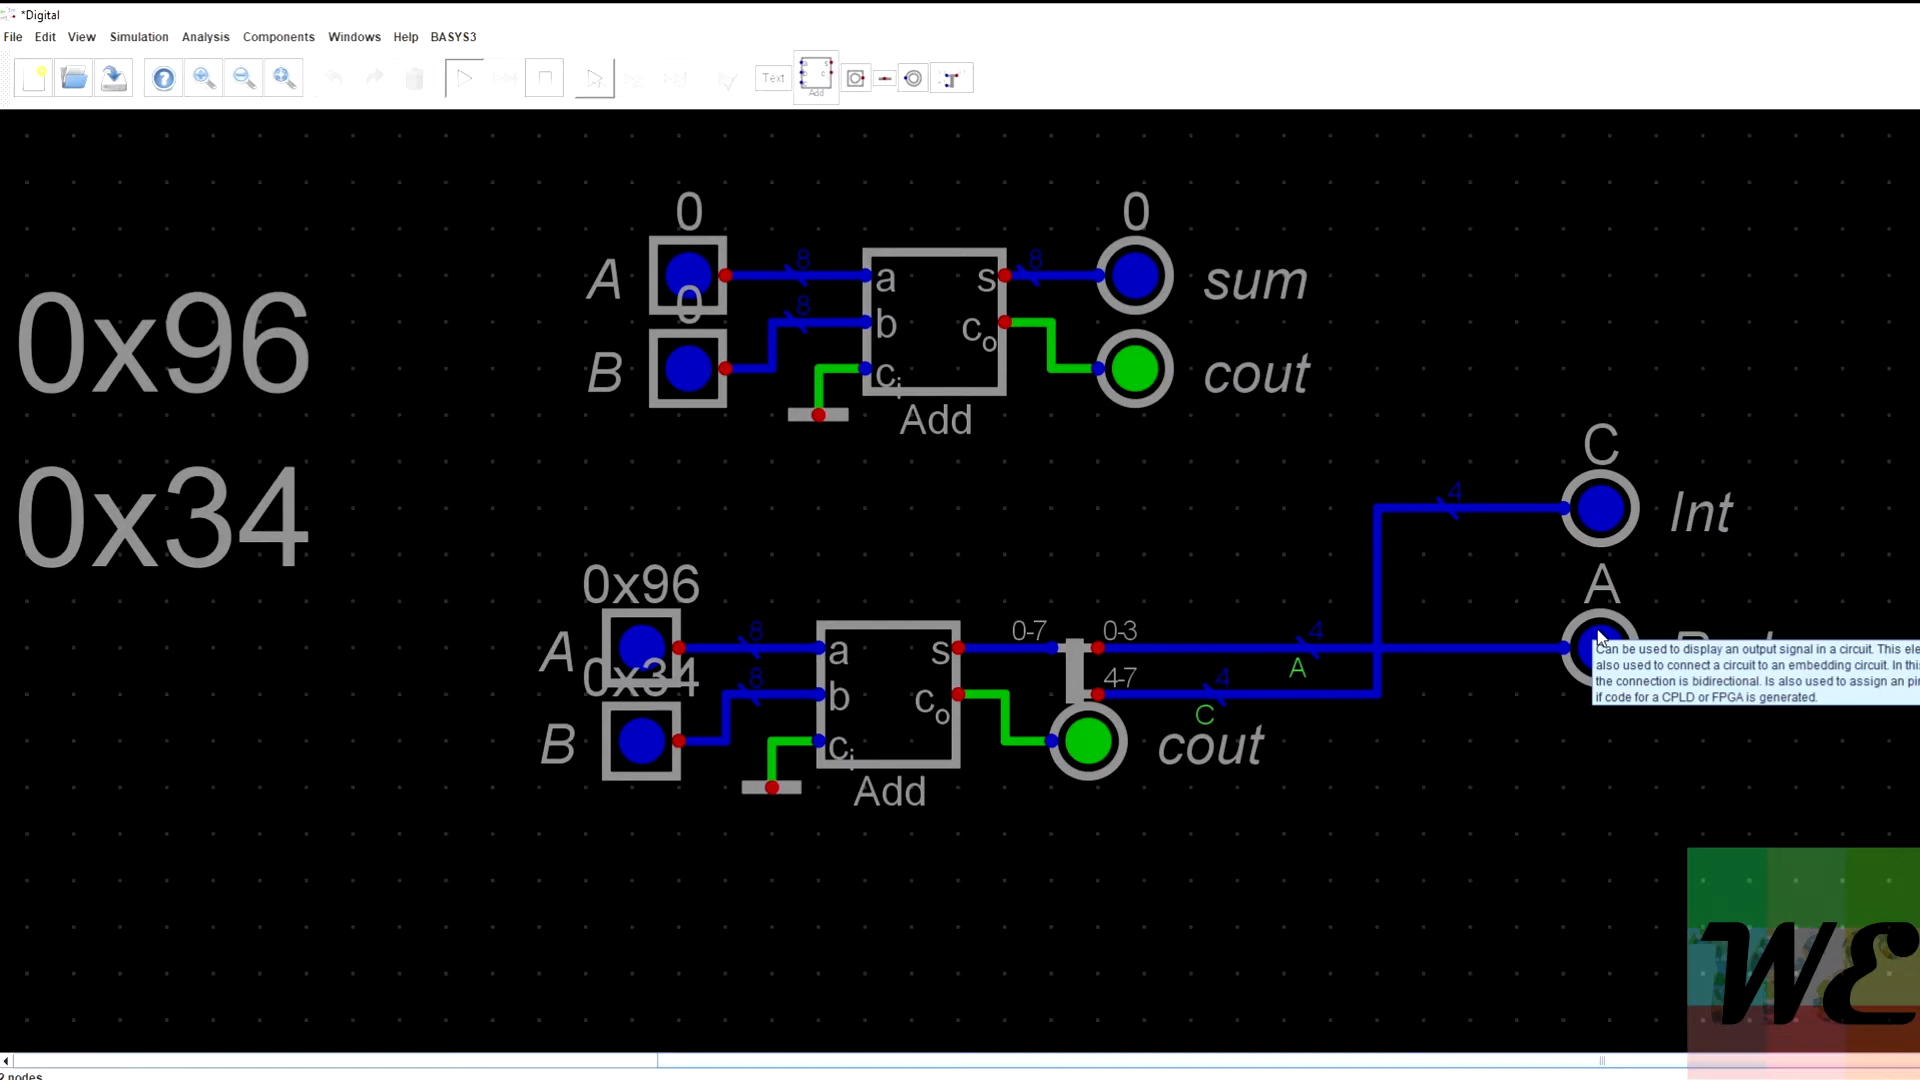 *Digital
File Edit View Simulation Analysis Components Windows Help BASYS3
Text
Add
0 0
A 8 a s 8 sum
0
B 8 b co cout
ci
Add
0x96
0x34
C
4 Int
A
0x96
A 8 a s 0-7 0-3 4
A
0x34
B 8 b co 4-7 4
C
ci cout
Add
Can be used to display an output signal in a circuit. This ele
also used to connect a circuit to an embedding circuit. In this
the connection is bidirectional. Is also used to assign an pi
if code for a CPLD or FPGA is generated.
WE
nodes